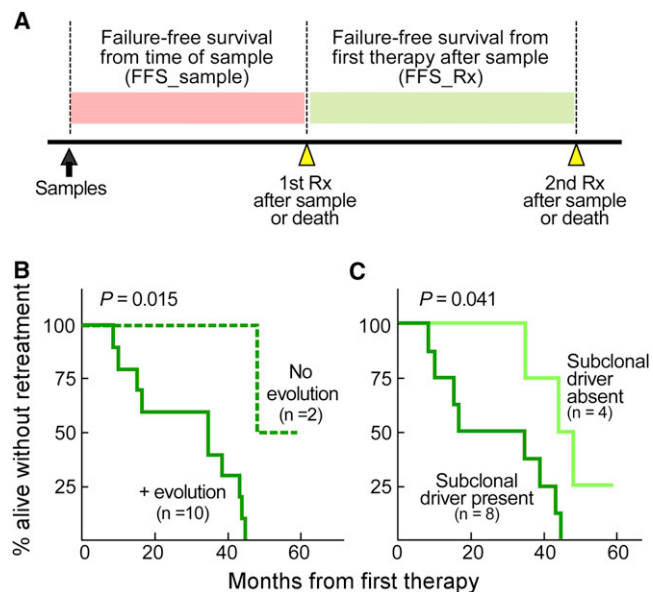 A
Failure-free survival
from time of sample
(FFS_sample)
Failure-free survival from
first therapy after sample
(FFS_Rx)
Samples
1st Rx
after sample
or death
2nd Rx
after sample
or death
B
% alive without retreatment
P = 0.015
100
75
50
25
No
evolution
(n=2)
+ evolution
(n =10)
0 20 40 60
C
P = 0.041
100
75
50
25
Subclonal
driver
absent
(n = 4)
Subclonal
driver present
(n = 8)
0 20 40 60
Months from first therapy